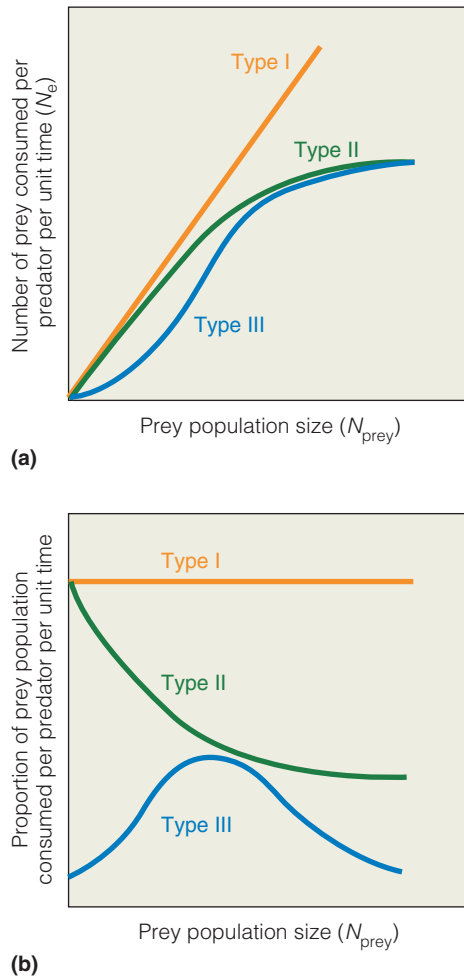 Number of prey consumed per
predator per unit time (Ne)
Type I
Type II
Type III
Prey population size (Nprey)
(a)
Proportion of prey population
consumed per predator per unit time
Type I
Type II
Type III
Prey population size (Nprey)
(b)